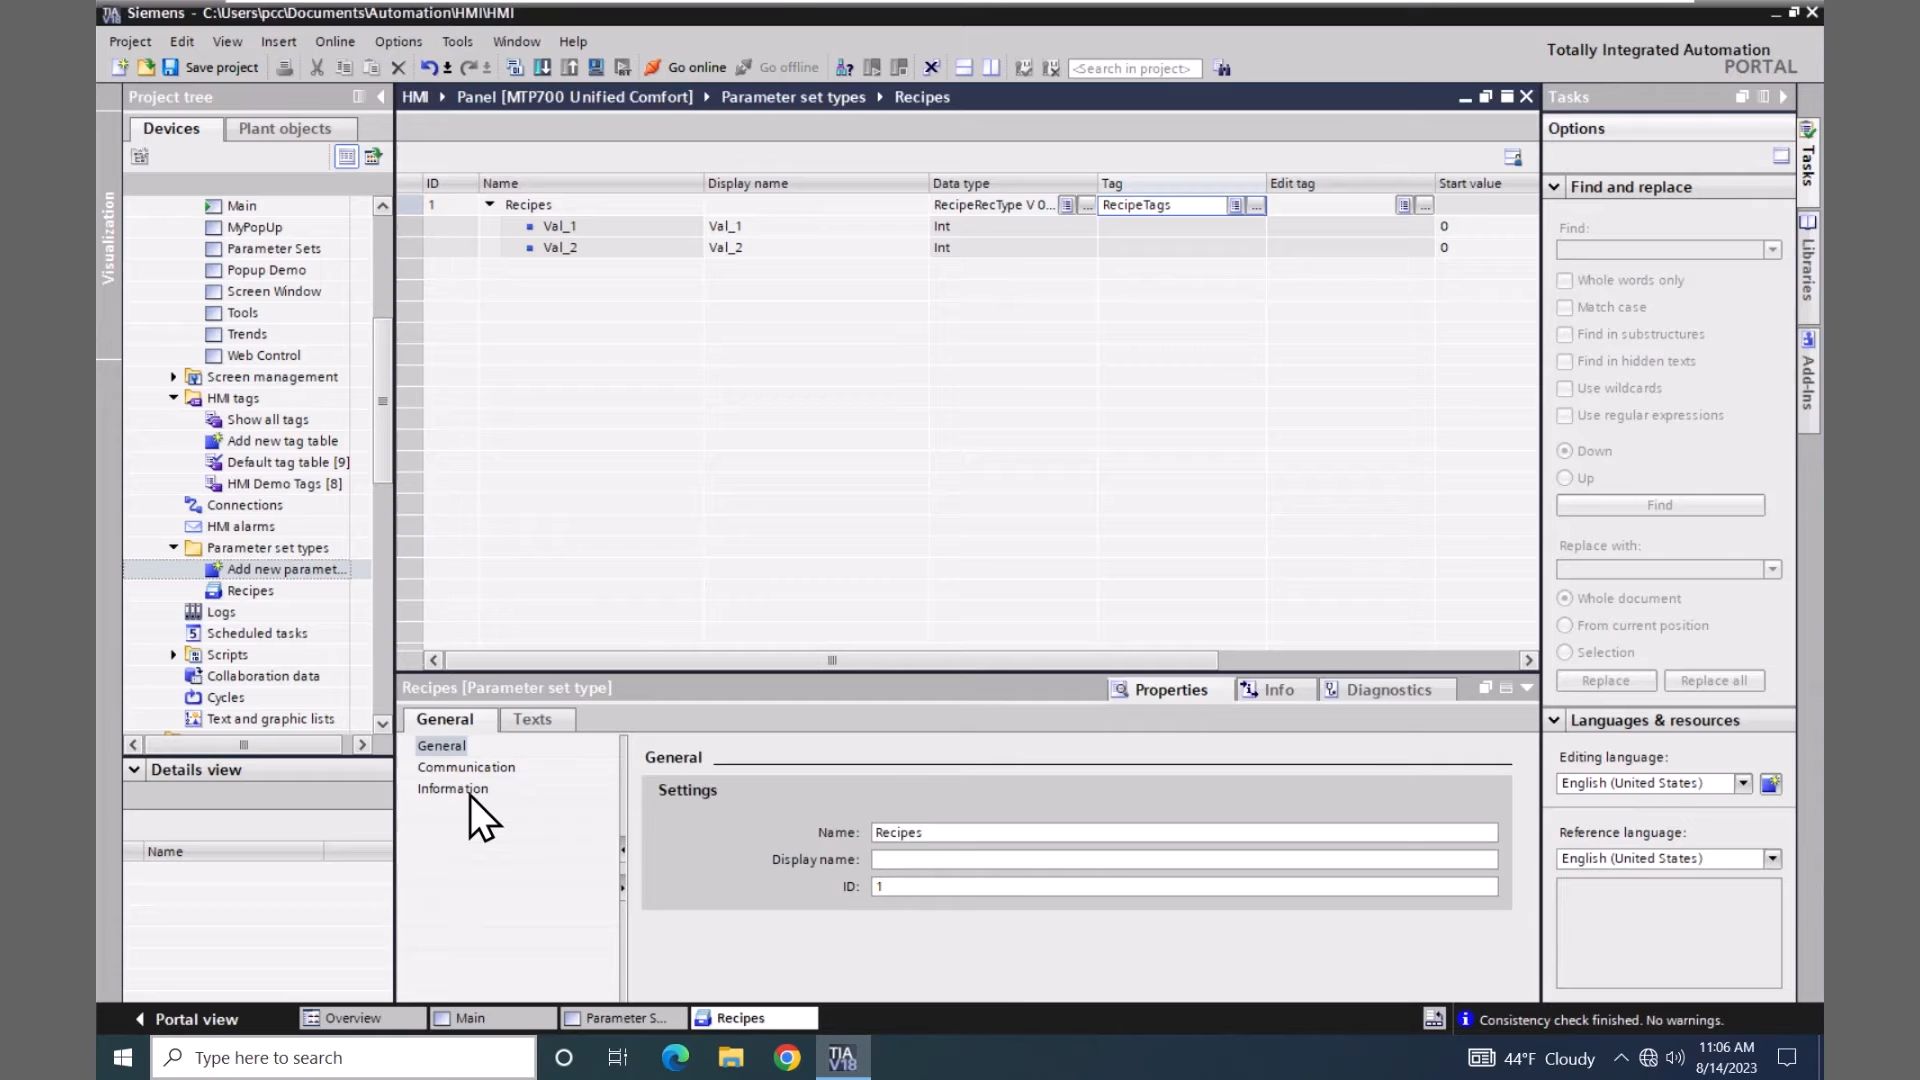 Siemens - C:\Users\pcc\Documents\Automation\HMI\HMI
Project Edit View Insert Online Options Tools Window Help
Totally Integrated Automation
PORTAL
Save project
Go online
Go offline
<Search in project>
Project tree
HMI
Panel [MTP700 Unified Comfort]
Parameter set types
Recipes
Tasks
Devices
Plant objects
Options
Visualization
Main
MyPopUp
Parameter Sets
Popup Demo
Screen Window
Tools
Trends
Web Control
Screen management
HMI tags
Show all tags
Add new tag table
Default tag table [9]
HMI Demo Tags [8]
Connections
HMI alarms
Parameter set types
Add new paramet...
Recipes
Logs
Scheduled tasks
Scripts
Collaboration data
Cycles
Text and graphic lists
Details view
Name
ID Name Display name Data type Tag Edit tag Start value
1 Recipes RecipeRecType V 0... RecipeTags
Val_1 Val_1 Int 0
Val_2 Val_2 Int 0
Recipes [Parameter set type]
Properties
Info
Diagnostics
General
Texts
General
Communication
Information
General
Settings
Name: Recipes
Display name:
ID: 1
Find and replace
Find:
Whole words only
Match case
Find in substructures
Find in hidden texts
Use wildcards
Use regular expressions
Down
Up
Find
Replace with:
Whole document
From current position
Selection
Replace
Replace all
Languages & resources
Editing language:
English (United States)
Reference language:
English (United States)
Tasks
Libraries
Add-Ins
Portal view
Overview
Main
Parameter S...
Recipes
Consistency check finished. No warnings.
Type here to search
TIA
V18
44°F Cloudy
11:06 AM
8/14/2023